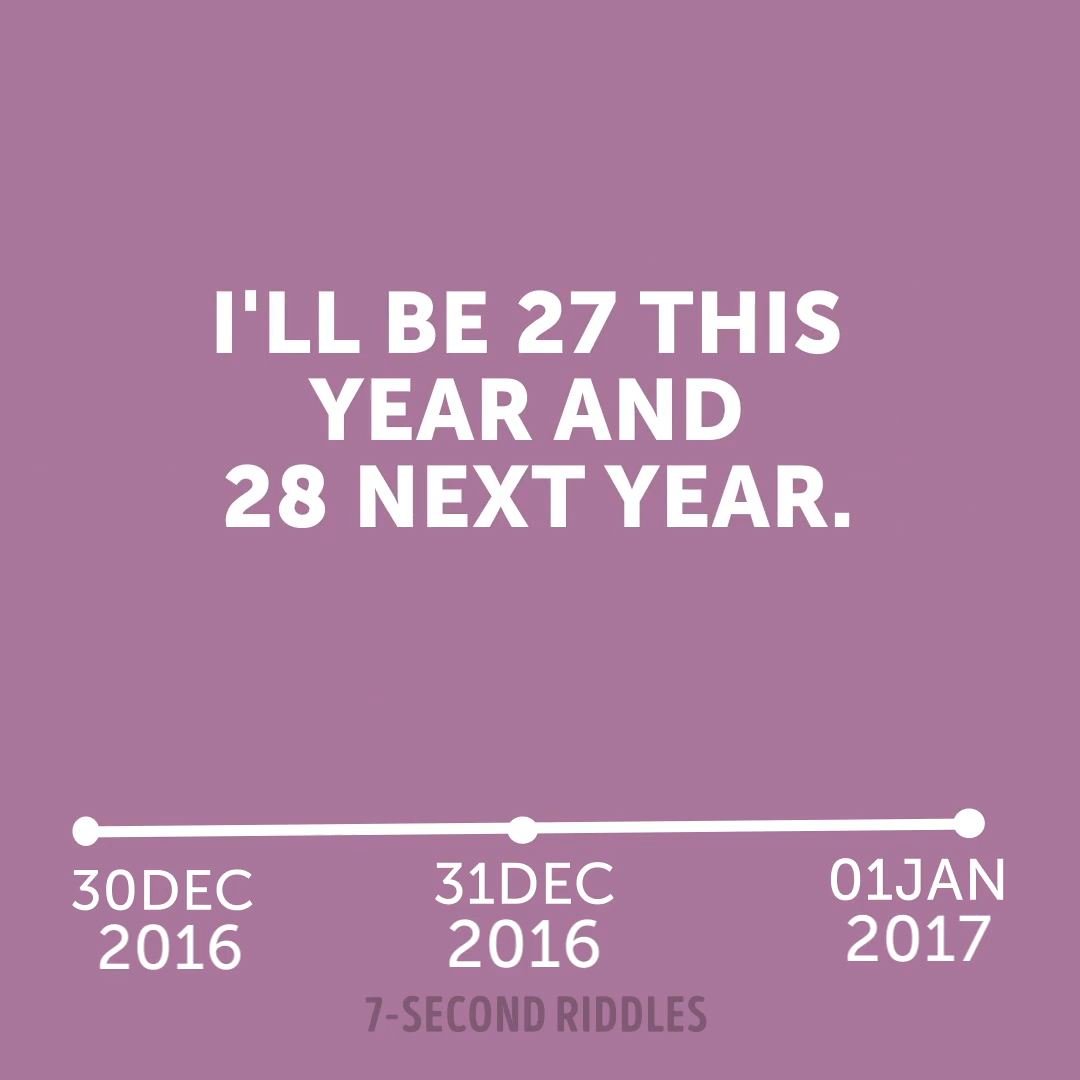 I'LL BE 27 THIS
YEAR AND
28 NEXT YEAR.
30DEC
2016
31DEC
2016
01JAN
2017
7-SECOND RIDDLES